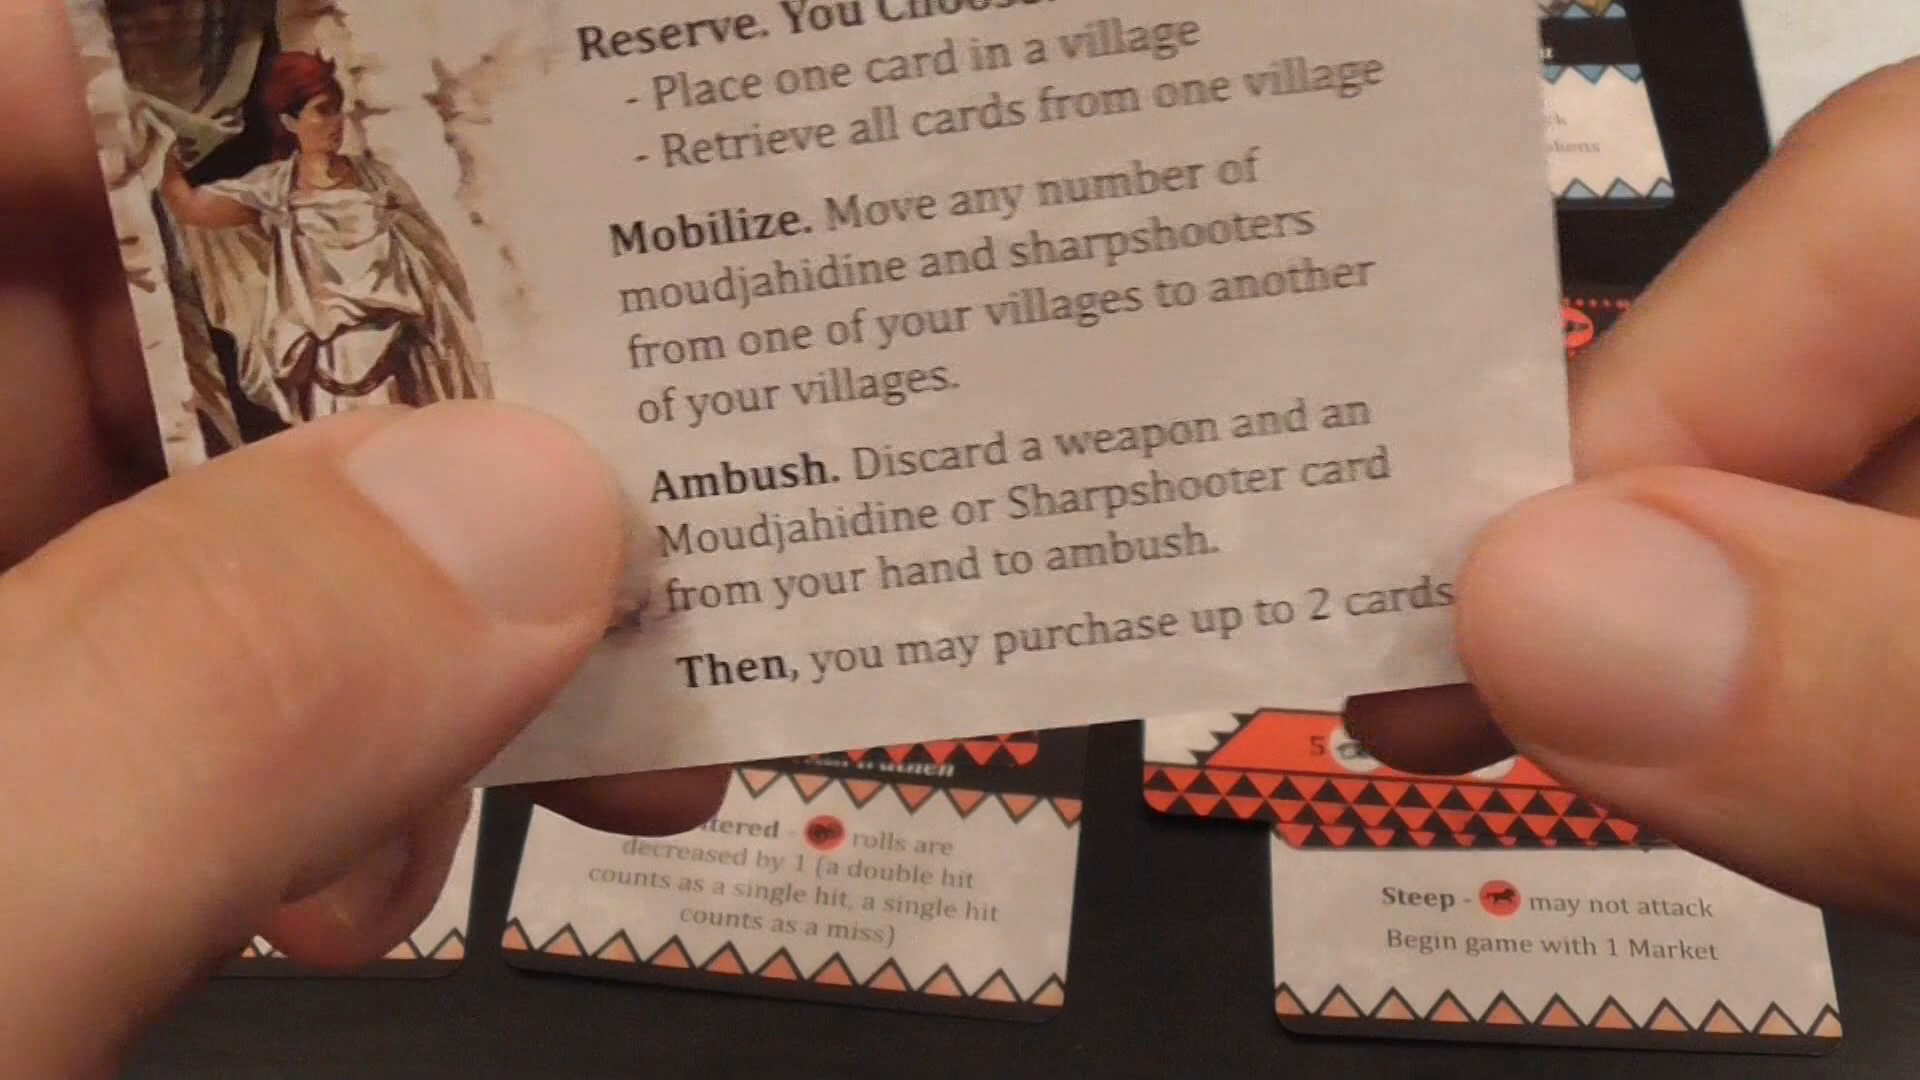 Reserve. You Choose:
- Place one card in a village
- Retrieve all cards from one village
Mobilize. Move any number of
moudjahidine and sharpshooters
from one of your villages to another
of your villages.
Ambush. Discard a weapon and an
Moudjahidine or Sharpshooter card
from your hand to ambush.
Then, you may purchase up to 2 cards
5
rolls are
decreased by 1 (a double hit
counts as a single hit, a single hit
counts as a miss)
Steep - may not attack
Begin game with 1 Market